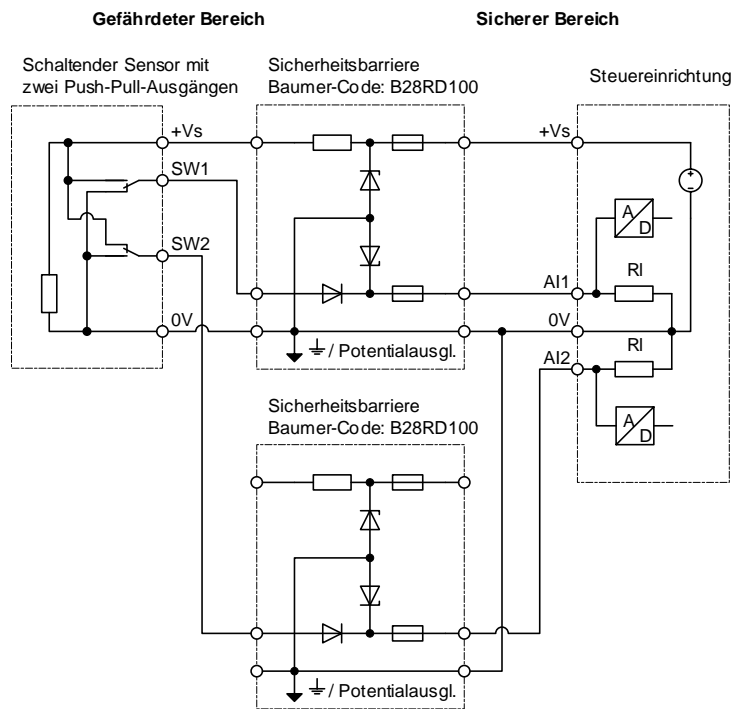 Gefährdeter Bereich
Sicherer Bereich
Schaltender Sensor mit
zwei Push-Pull-Ausgängen
Sicherheitsbarriere
Baumer-Code: B28RD100
Steuereinrichtung
+Vs
+Vs
SW1
A
D
SW2
AI1
RI
0V
0V
⏚ / Potentialausgl.
AI2
RI
Sicherheitsbarriere
Baumer-Code: B28RD100
A
D
⏚ / Potentialausgl.